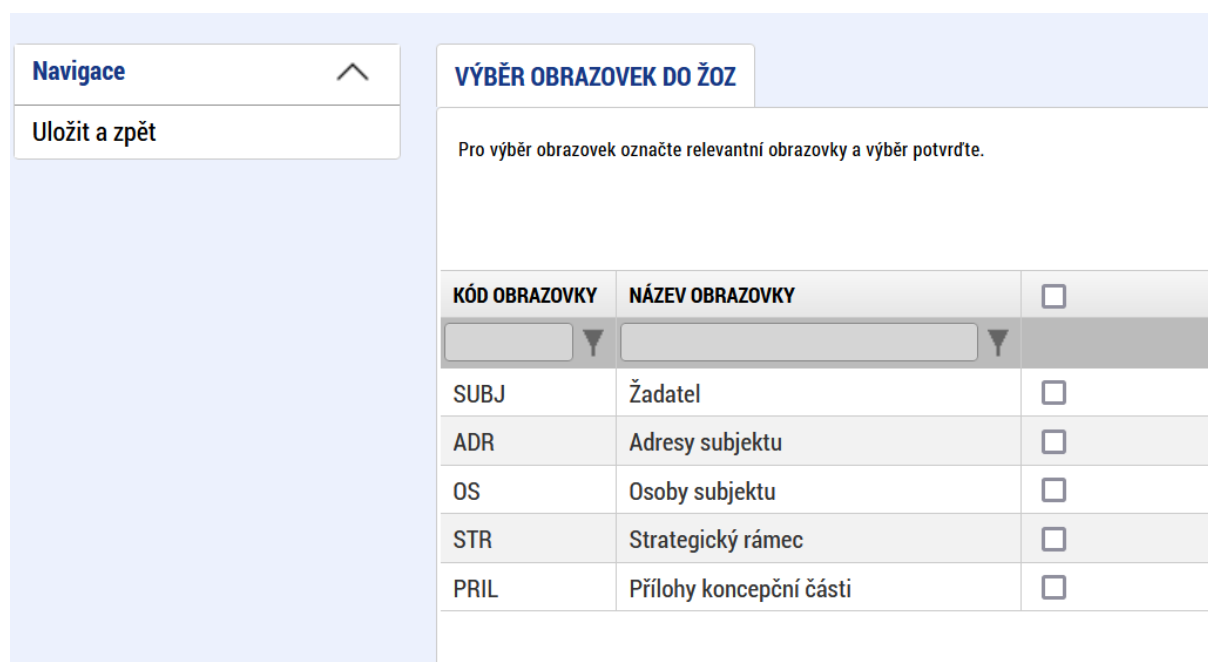 Navigace
Uložit a zpět
VÝBĚR OBRAZOVEK DO ŽOZ
Pro výběr obrazovek označte relevantní obrazovky a výběr potvrďte.
KÓD OBRAZOVKY NÁZEV OBRAZOVKY
SUBJ Žadatel
ADR Adresy subjektu
OS Osoby subjektu
STR Strategický rámec
PRIL Přílohy koncepční části